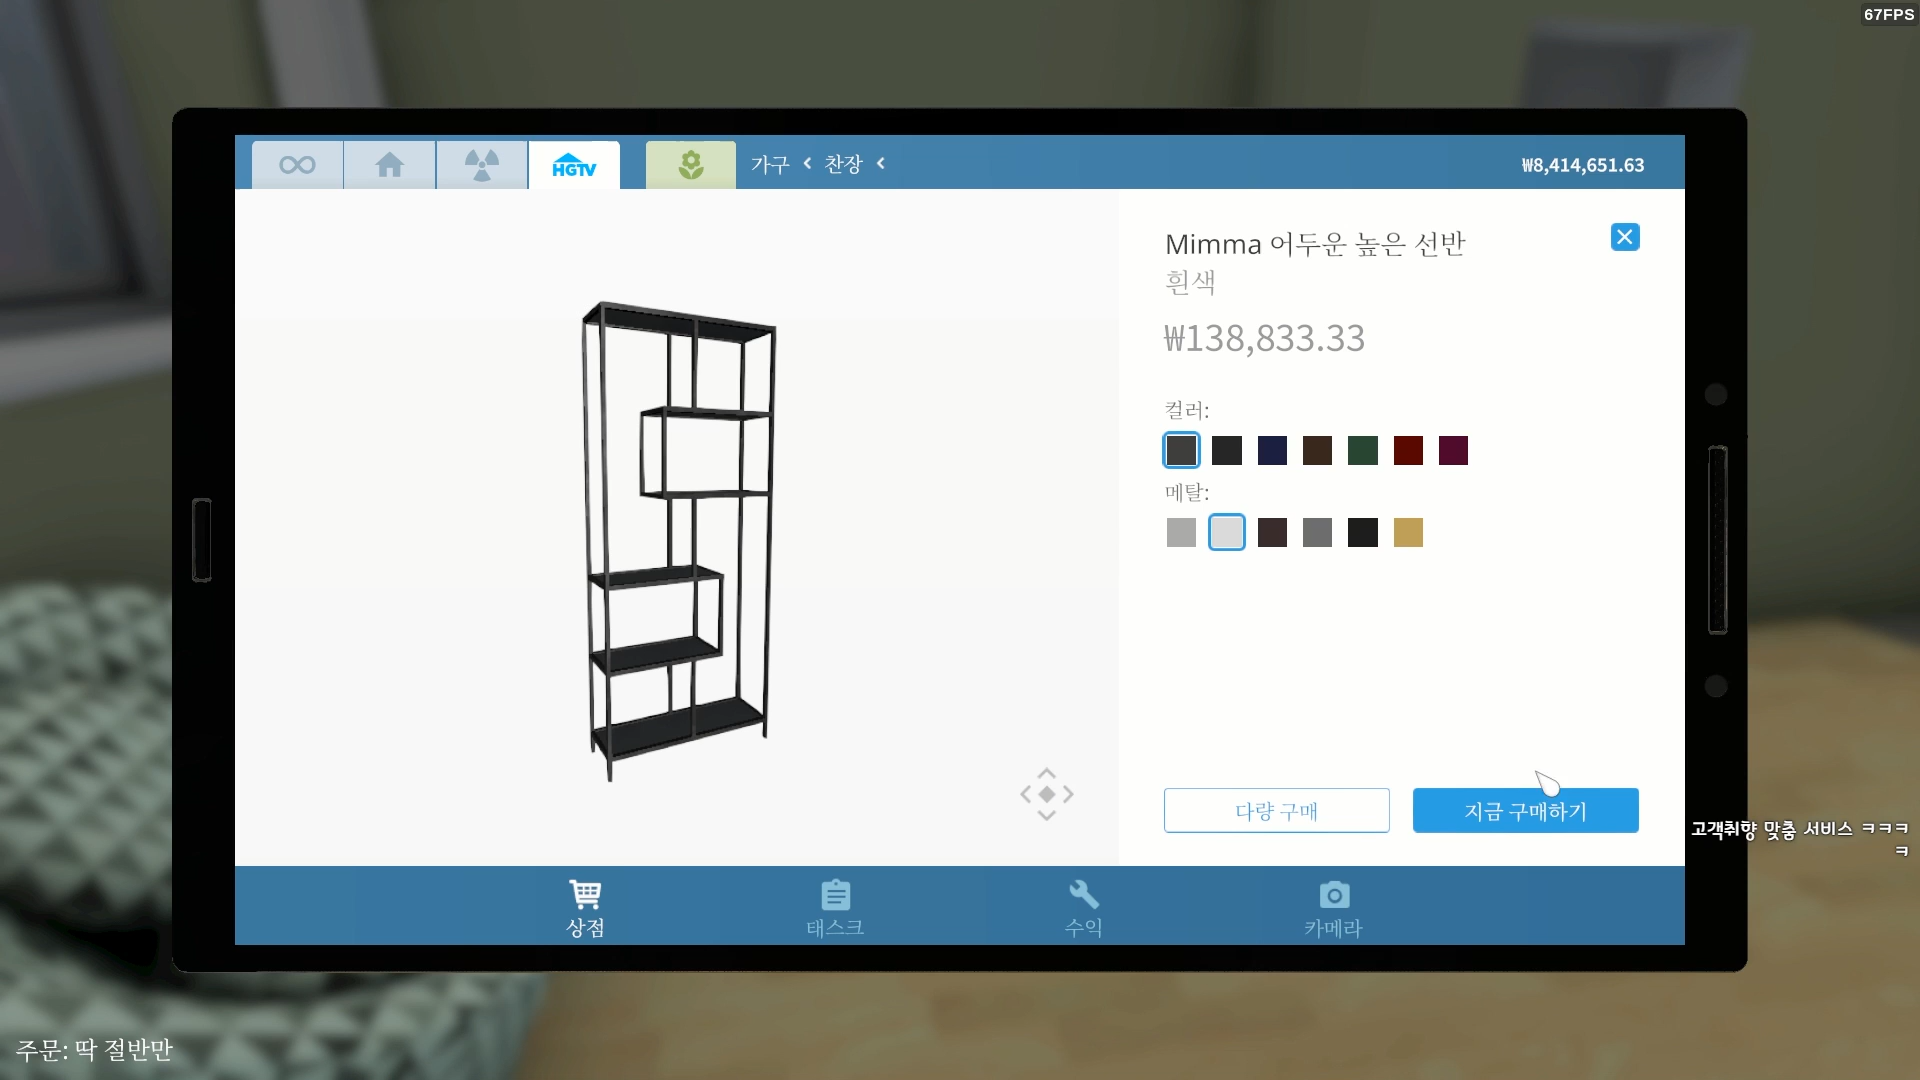 67FPS
HGTV
가구 < 찬장 <
₩8,414,651.63
Mimma 어두운 높은 선반
흰색
₩138,833.33
컬러:
메탈:
다량 구매
지금 구매하기
고객취향 맞춤 서비스 ㅋㅋㅋ
ㅋ
상점
태스크
수익
카메라
주문: 딱 절반만